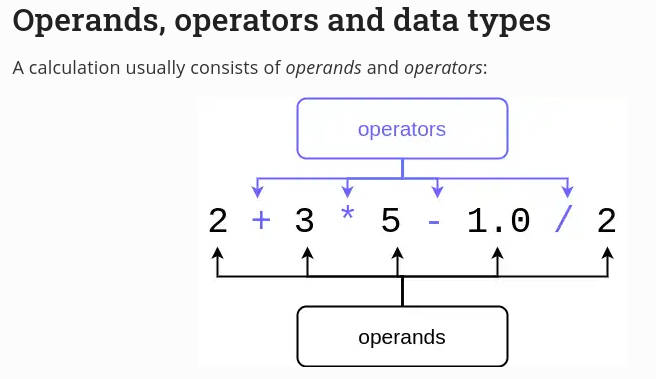 Operands, operators and data types
A calculation usually consists of operands and operators:
operators
2 + 3 * 5 - 1.0 / 2
operands